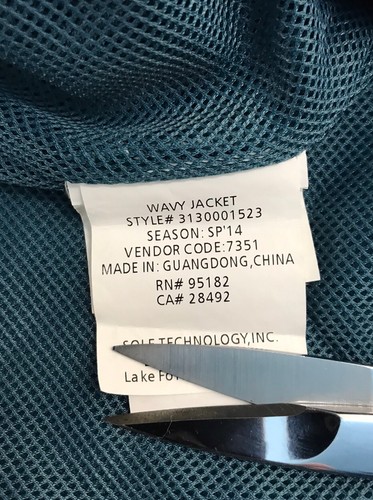 WAVY JACKET
STYLE# 3130001523
SEASON: SP'14
VENDOR CODE:7351
MADE IN: GUANGDONG,CHINA
RN# 95182
CA# 28492
SOLE TECHNOLOGY,INC.
Lake